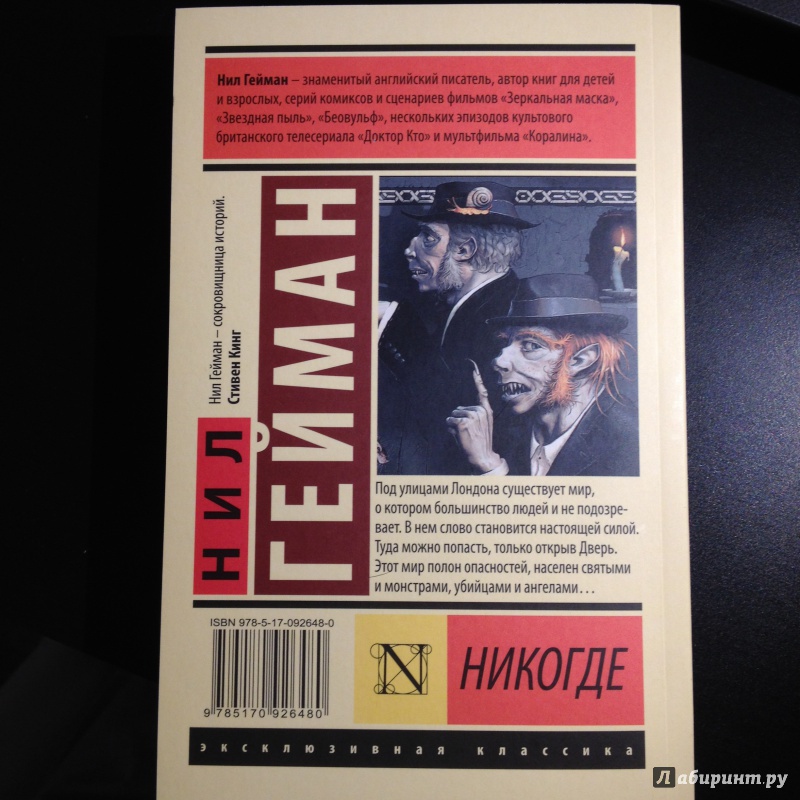 Нил Гейман – знаменитый английский писатель, автор книг для детей
и взрослых, серий комиксов и сценариев фильмов «Зеркальная маска»,
«Звездная пыль», «Беовульф», нескольких эпизодов культового
британского телесериала «Доктор Кто» и мультфильма «Коралина».
Нил Гейман – сокровищница историй.
Стивен Кинг
НИЛ
ГЕЙМАН
Под улицами Лондона существует мир,
о котором большинство людей и не подозре-
вает. В нем слово становится настоящей силой.
Туда можно попасть, только открыв Дверь.
Этот мир полон опасностей, населен святыми
и монстрами, убийцами и ангелами…
ISBN 978-5-17-092648-0
9 785170 926480
N
НИКОГДЕ
эксклюзивная классика
Лабиринт.ру